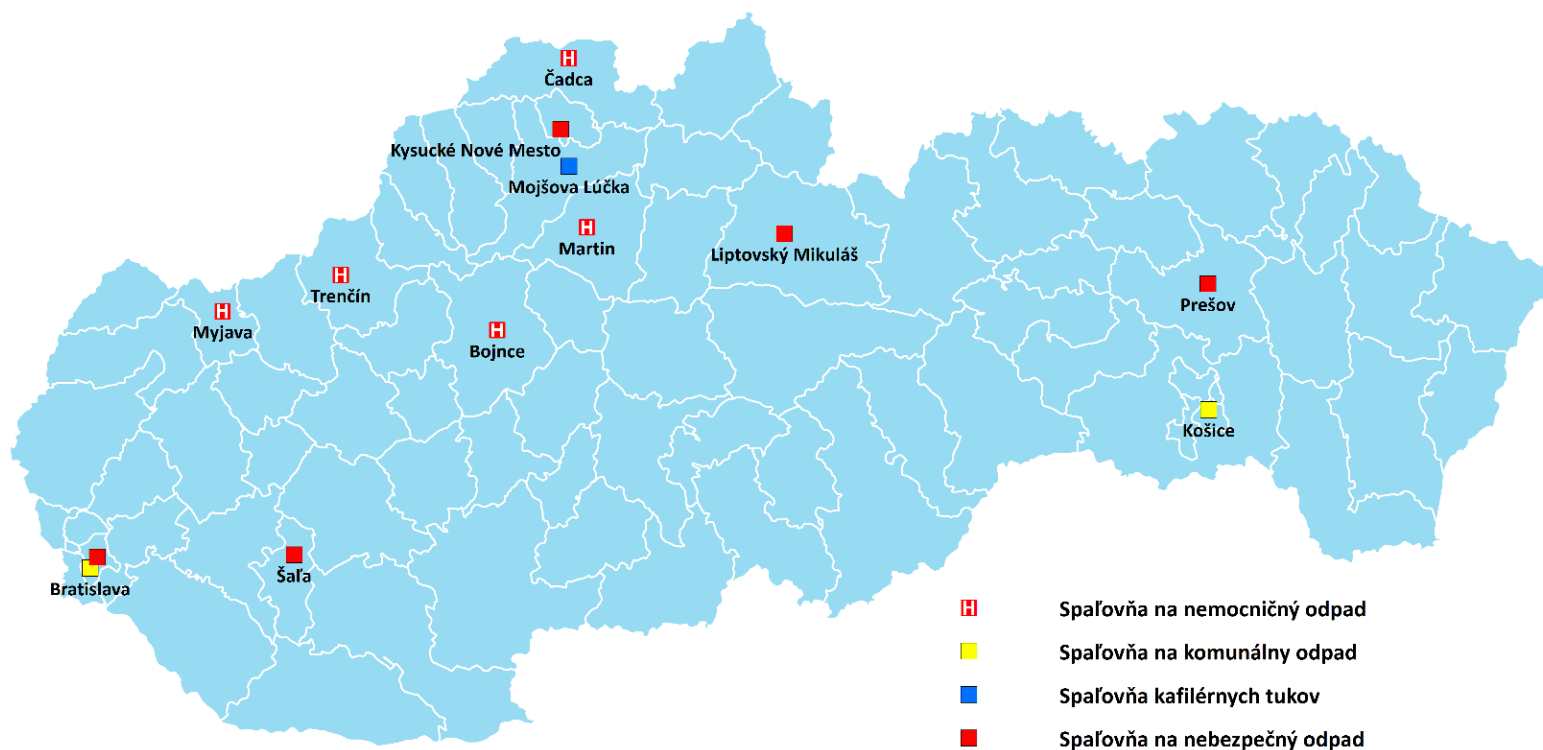 H
Čadca
Kysucké Nové Mesto
Mojšova Lúčka
H
Martin
Liptovský Mikuláš
H
Trenčín
Prešov
H
Myjava
H
Bojnce
Košice
Bratislava
Šaľa
H Spaľovňa na nemocničný odpad
Spaľovňa na komunálny odpad
Spaľovňa kafilérnych tukov
Spaľovňa na nebezpečný odpad